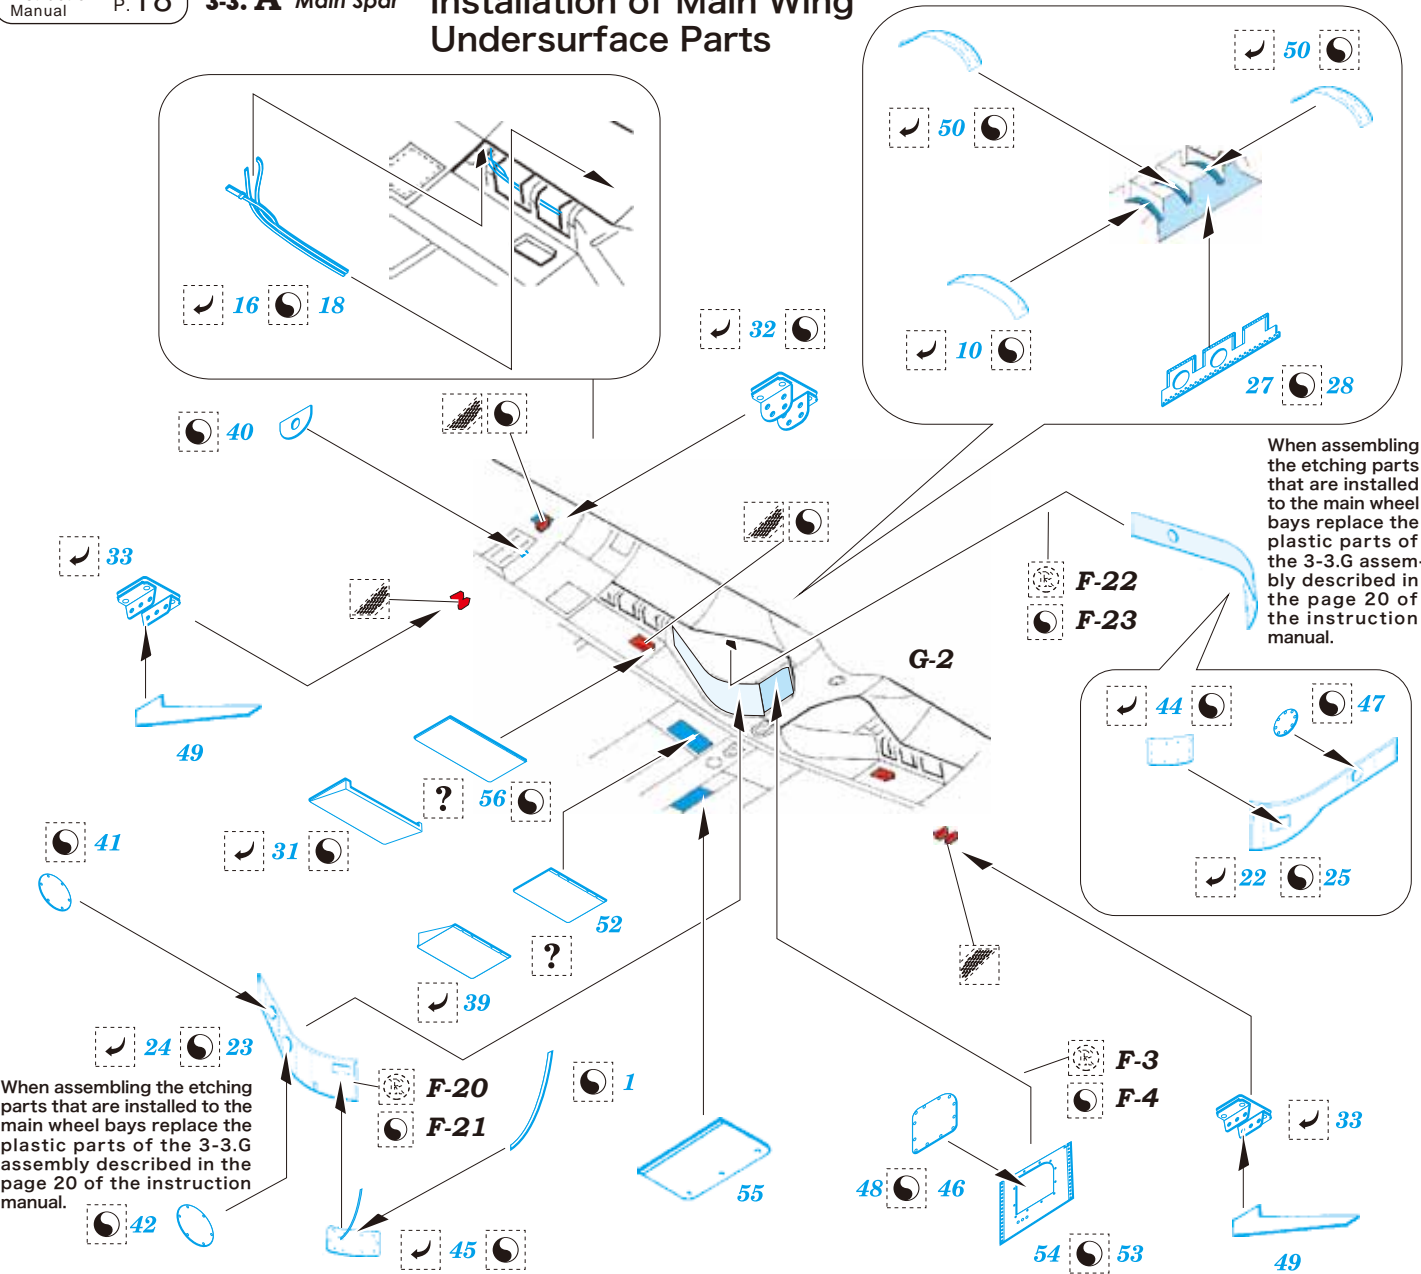 Manual P. 18 3-3. A Main Spar
Installation of Main Wing
Undersurface Parts
50
50
16 18
32
10
27 28
40
When assembling
the etching parts
that are installed
to the main wheel
bays replace the
plastic parts of
the 3-3.G assem-
bly described in
the page 20 of
the instruction
manual.
33
F-22
F-23
G-2
49
44
47
?
56
41
31
22 25
52
?
39
24 23
When assembling the etching
parts that are installed to the
main wheel bays replace the
plastic parts of the 3-3.G
assembly described in the
page 20 of the instruction
manual.
F-20
F-21
1
F-3
F-4
33
55
48 46
42
45
54 53
49